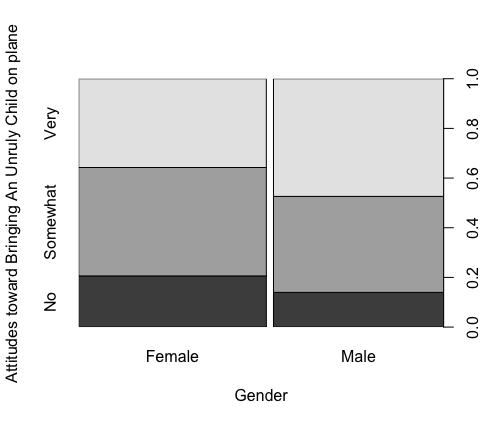 Attitudes toward Bringing An Unruly Child on plane
Very
Somewhat
No
1.0
0.8
0.6
0.4
0.2
0.0
Female
Male
Gender